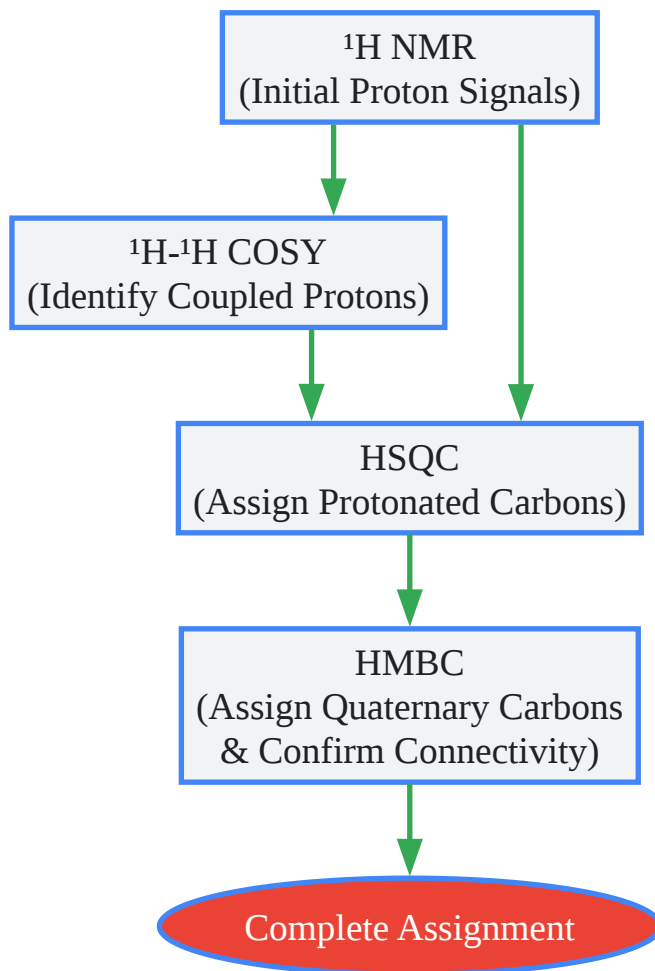 ¹H NMR
(Initial Proton Signals)
¹H-¹H COSY
(Identify Coupled Protons)
HSQC
(Assign Protonated Carbons)
HMBC
(Assign Quaternary Carbons
& Confirm Connectivity)
Complete Assignment